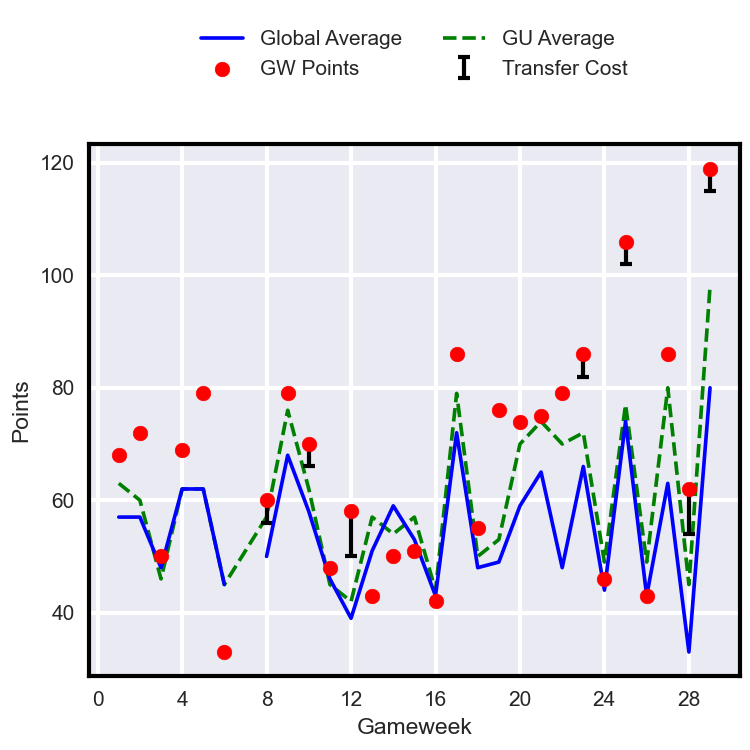 Global Average
GU Average
GW Points
Transfer Cost
120
100
80
60
40
Points
0 4 8 12 16 20 24 28
Gameweek